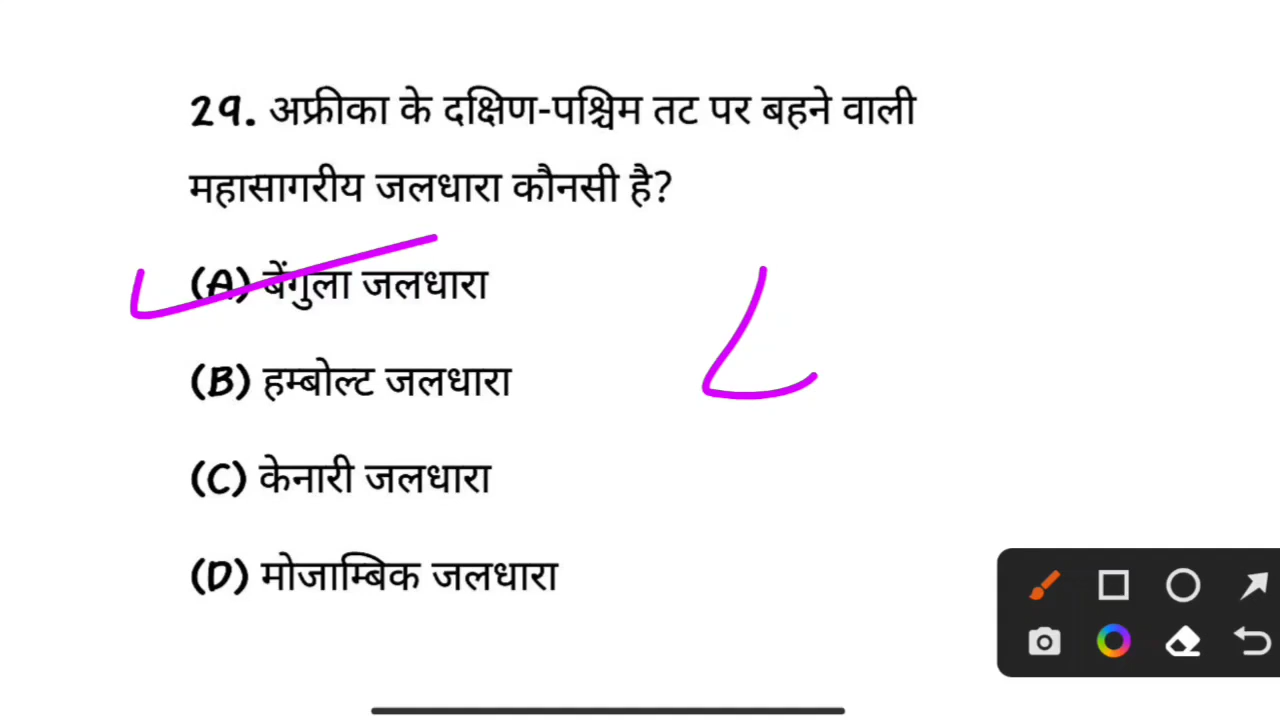 29. अफ्रीका के दक्षिण-पश्चिम तट पर बहने वाली
महासागरीय जलधारा कौनसी है?
(A) बेंगुला जलधारा
(B) हम्बोल्ट जलधारा
(C) केनारी जलधारा
(D) मोजाम्बिक जलधारा